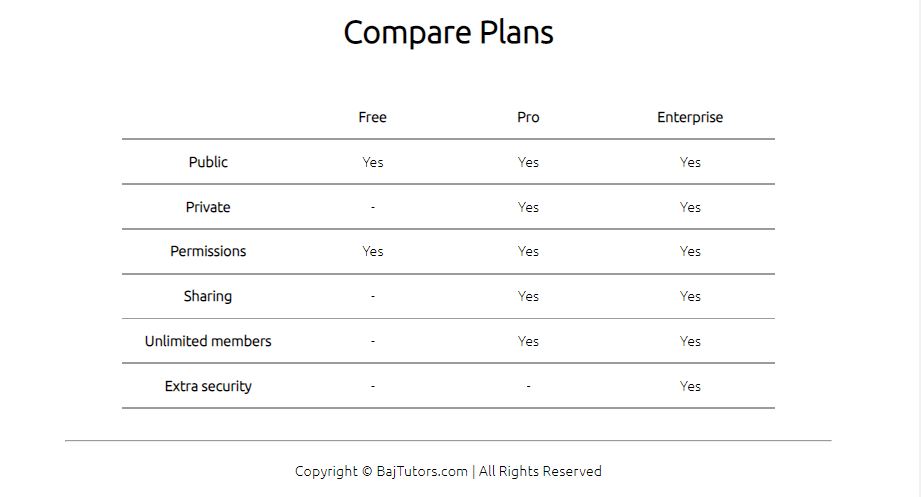 Compare Plans
Free Pro Enterprise
Public Yes Yes Yes
Private - Yes Yes
Permissions Yes Yes Yes
Sharing - Yes Yes
Unlimited members - Yes Yes
Extra security - - Yes
Copyright © BajTutors.com | All Rights Reserved